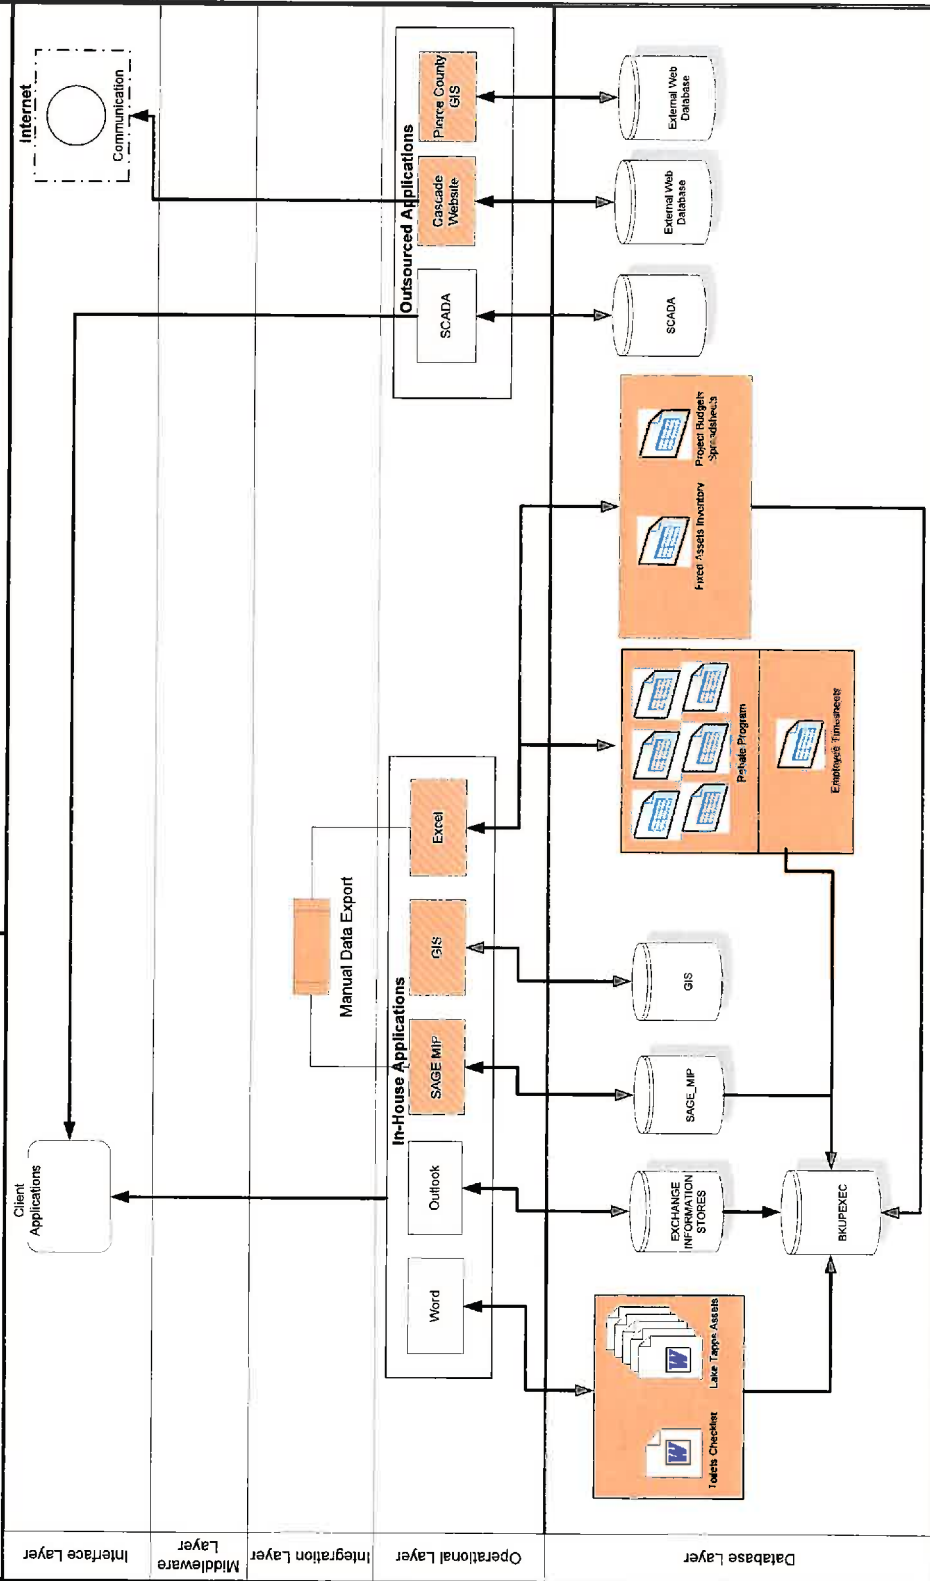 Interface Layer
Middleware
Layer
Integration Layer
Operational Layer
Database Layer
Client
Applications
Internet
Communication
Manual Data Export
In-House Applications
Word
Outlook
SAGE MIP
GIS
Excel
Outsourced Applications
SCADA
Cascade
Website
Pierce County
GIS
Toilets Checklist
Lake Tapps Assets
EXCHANGE
INFORMATION
STORES
SAGE_MIP
GIS
Rebate Program
Employee Timesheets
Fixed Assets Inventory
Project Budgets
Spreadsheets
SCADA
External Web
Database
External Web
Database
BKUPEXEC
W
W